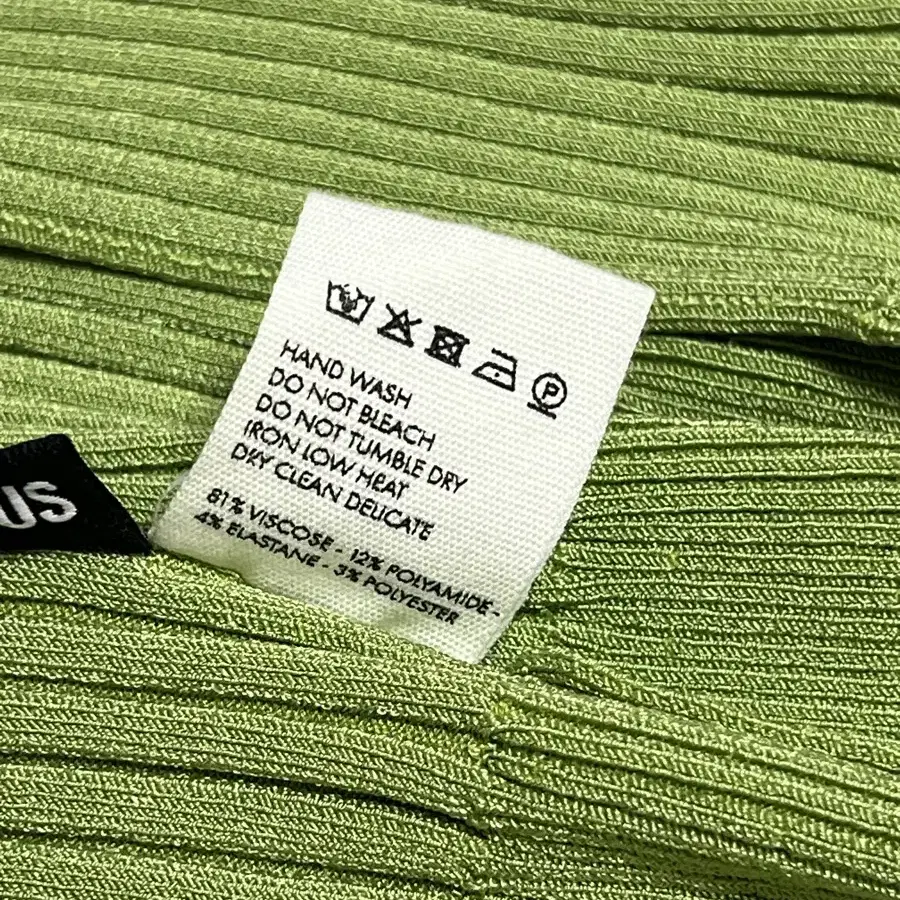 P
HAND WASH
DO NOT BLEACH
DO NOT TUMBLE DRY
IRON LOW HEAT
DRY CLEAN DELICATE
81% VISCOSE - 12% POLYAMIDE -
4% ELASTANE - 3% POLYESTER
US